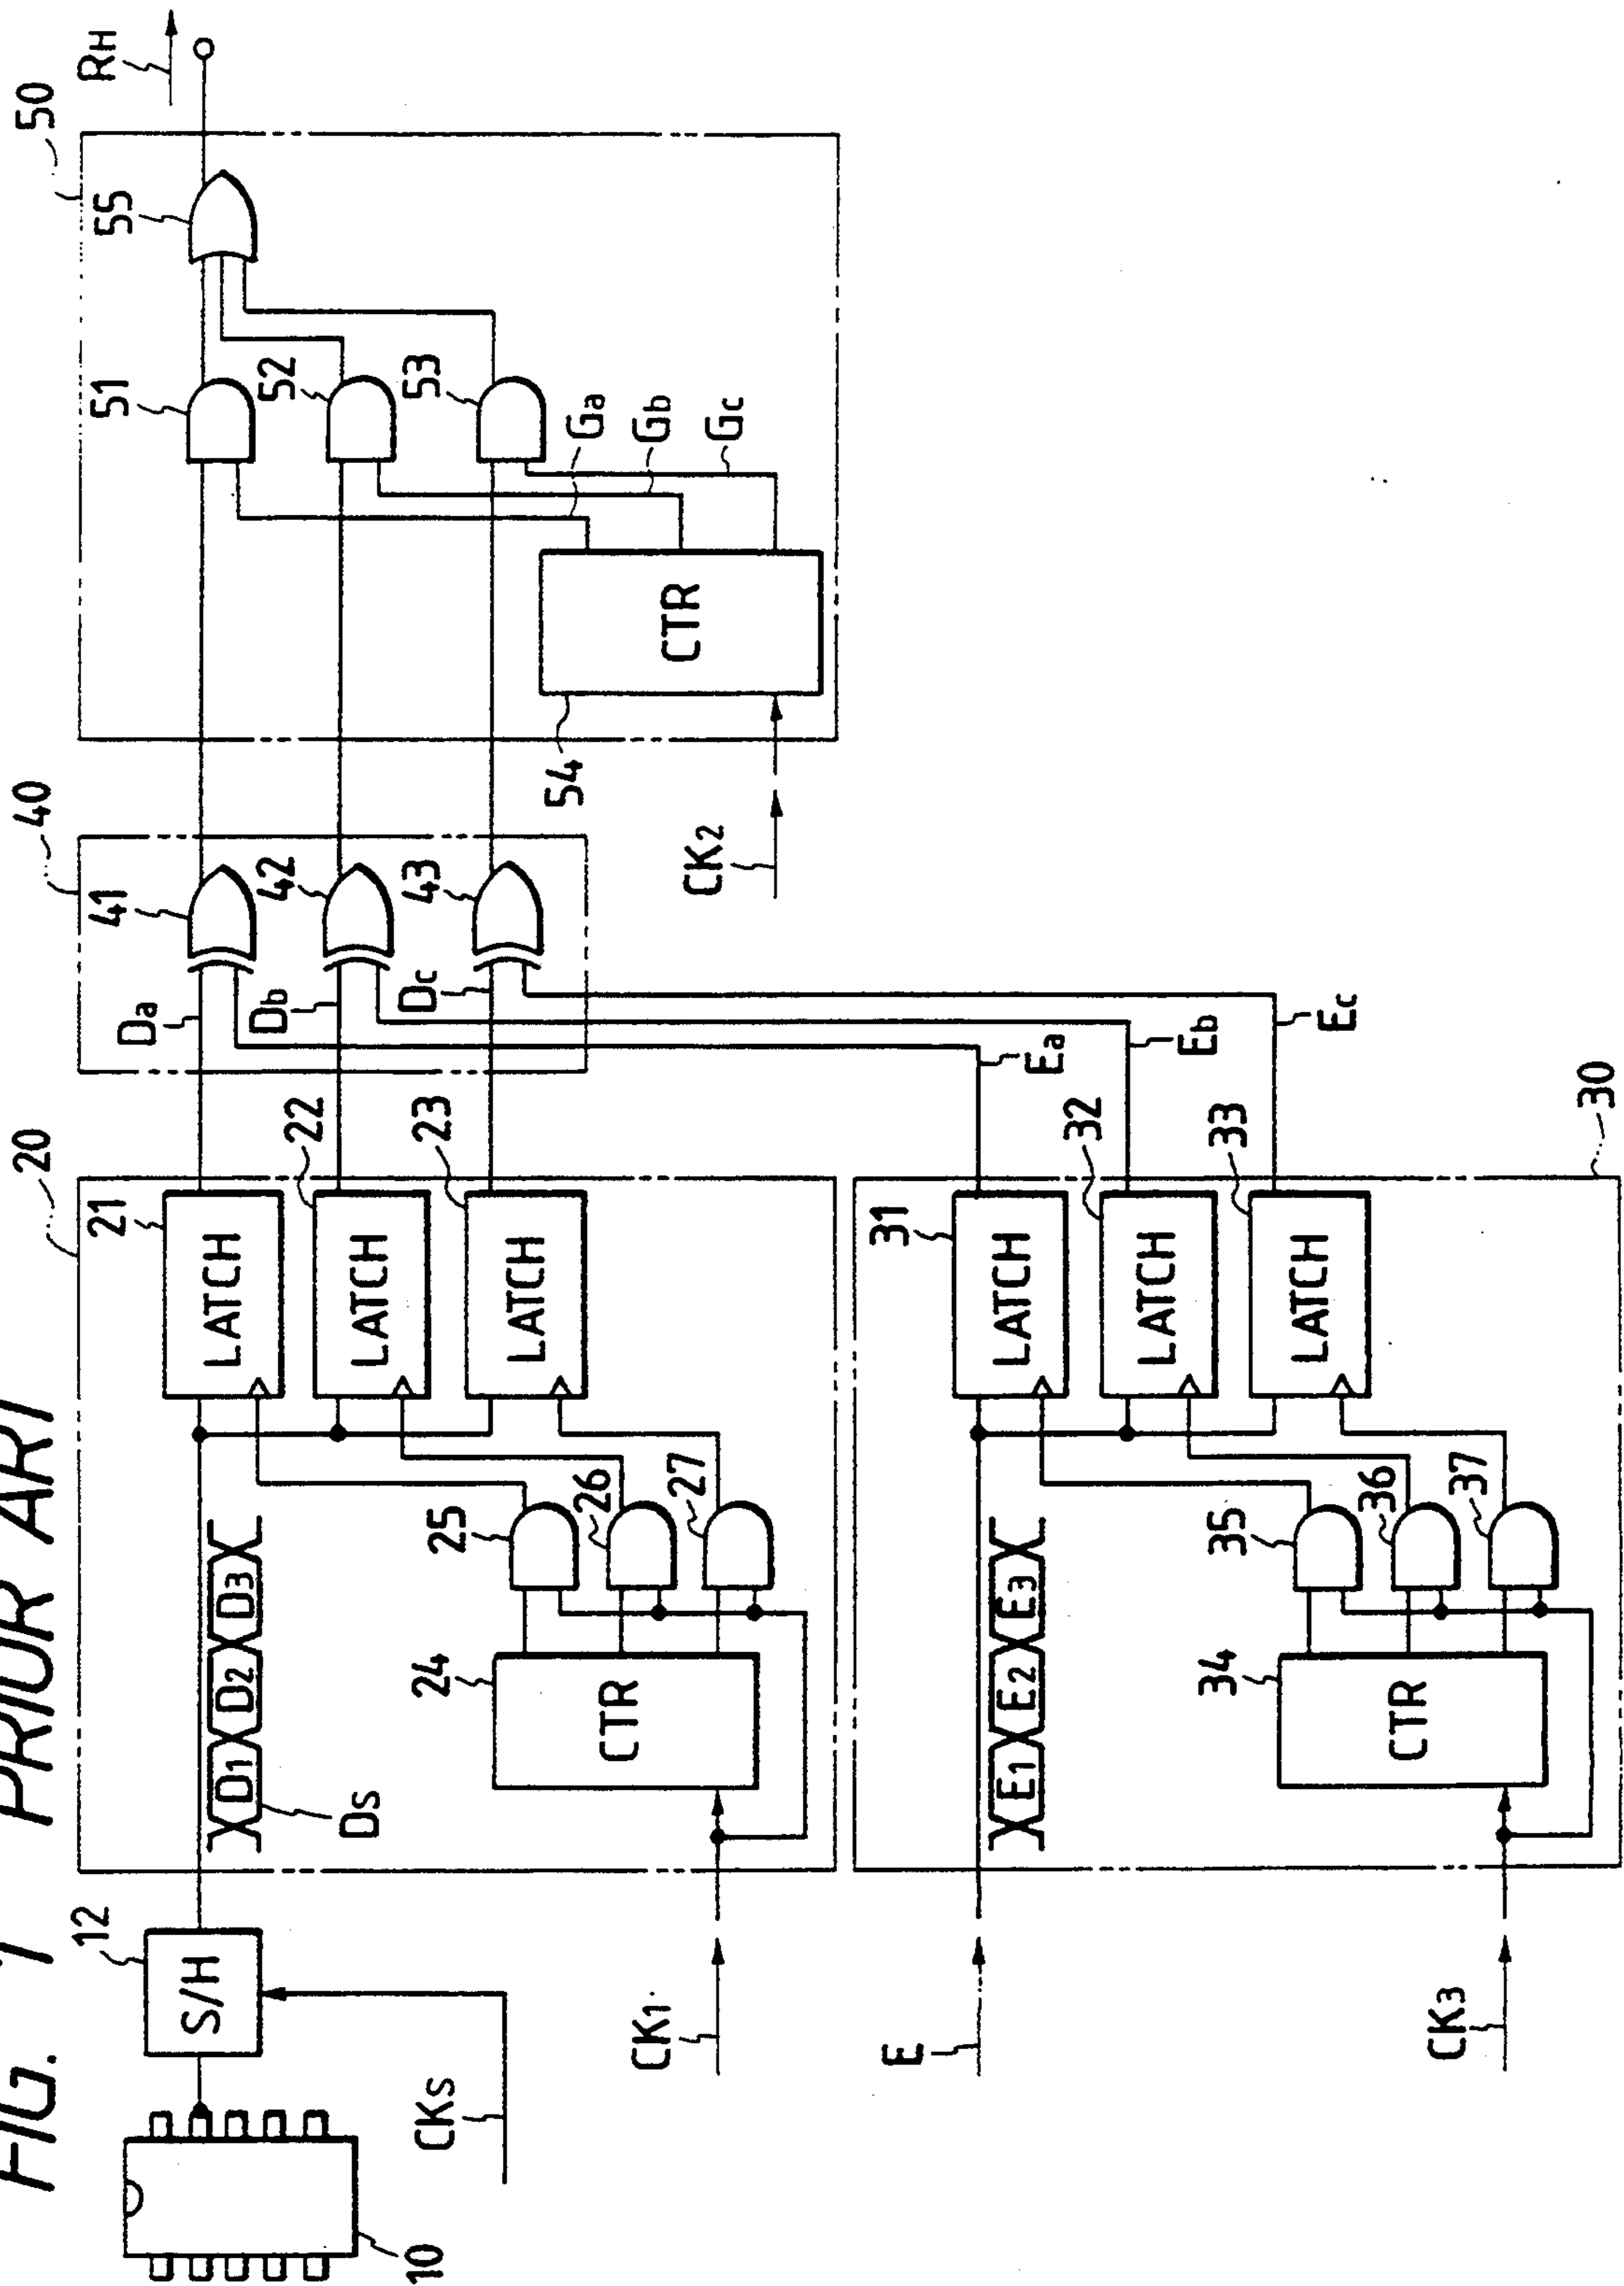 FIG. 1 PRIOR ART
10
12
S/H
CKS
20
21
LATCH
22
LATCH
23
LATCH
D1 D2 D3
DS
24
CTR
25
26
27
CK1
30
31
LATCH
32
LATCH
33
LATCH
E
E1 E2 E3
34
CTR
35
36
37
CK3
40
41
42
43
Da
Db
Dc
Ea
Eb
Ec
50
51
52
53
54
CTR
55
Ga
Gb
Gc
CK2
RH